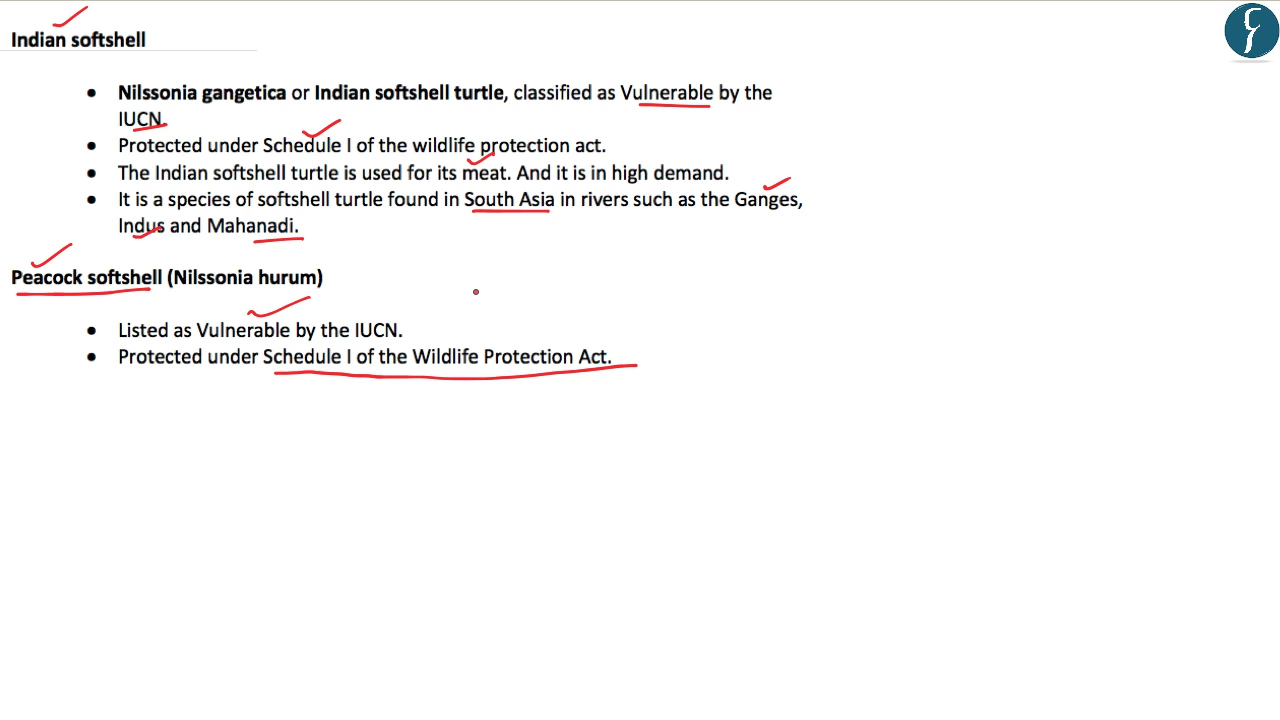 Indian softshell
• Nilssonia gangetica or Indian softshell turtle, classified as Vulnerable by the
IUCN.
• Protected under Schedule I of the wildlife protection act.
• The Indian softshell turtle is used for its meat. And it is in high demand.
• It is a species of softshell turtle found in South Asia in rivers such as the Ganges,
Indus and Mahanadi.
Peacock softshell (Nilssonia hurum)
• Listed as Vulnerable by the IUCN.
• Protected under Schedule I of the Wildlife Protection Act.